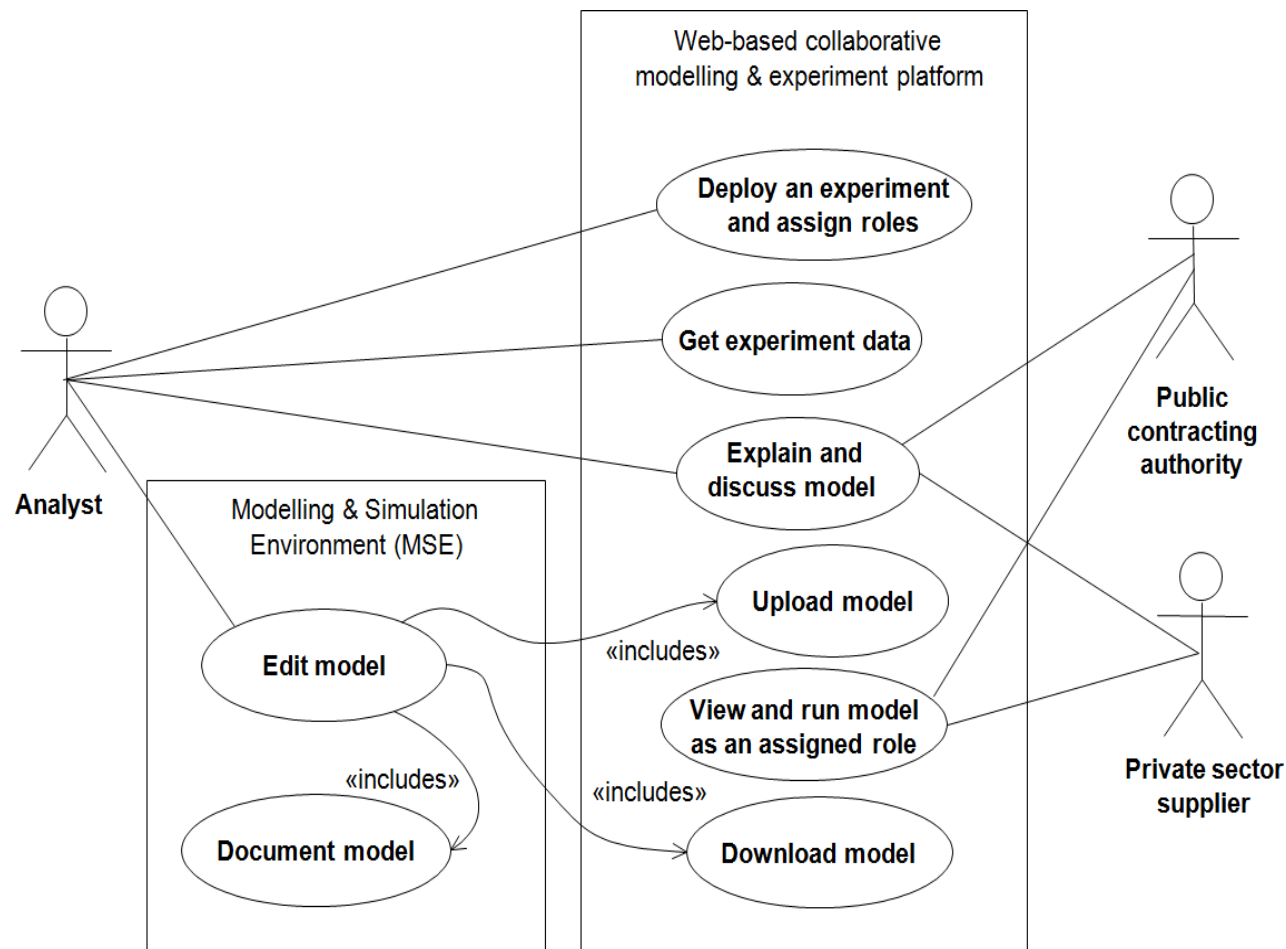 Web-based collaborative
modelling & experiment platform
Deploy an experiment
and assign roles
Get experiment data
Explain and
discuss model
Public
contracting
authority
Analyst
Modelling & Simulation
Environment (MSE)
Upload model
«includes»
Edit model
View and run model
as an assigned role
«includes»
«includes»
Private sector
supplier
Document model
Download model